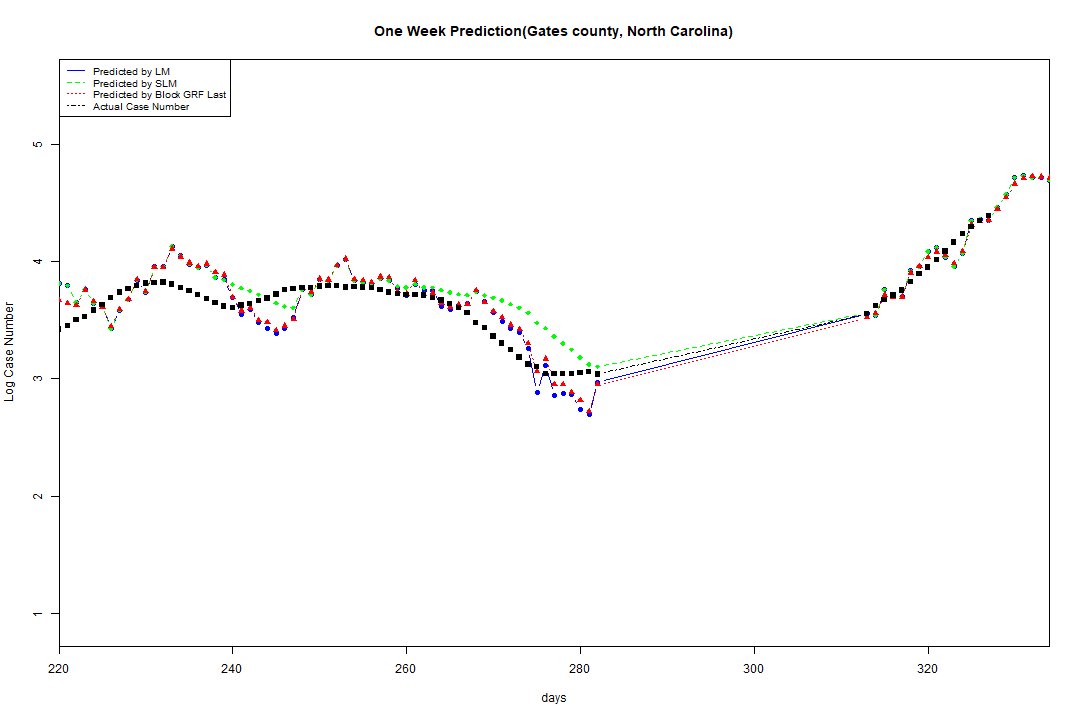 One Week Prediction(Gates county, North Carolina)
Predicted by LM
Predicted by SLM
Predicted by Block GRF Last
Actual Case Number
5
4
3
2
1
Log Case Number
220 240 260 280 300 320
days